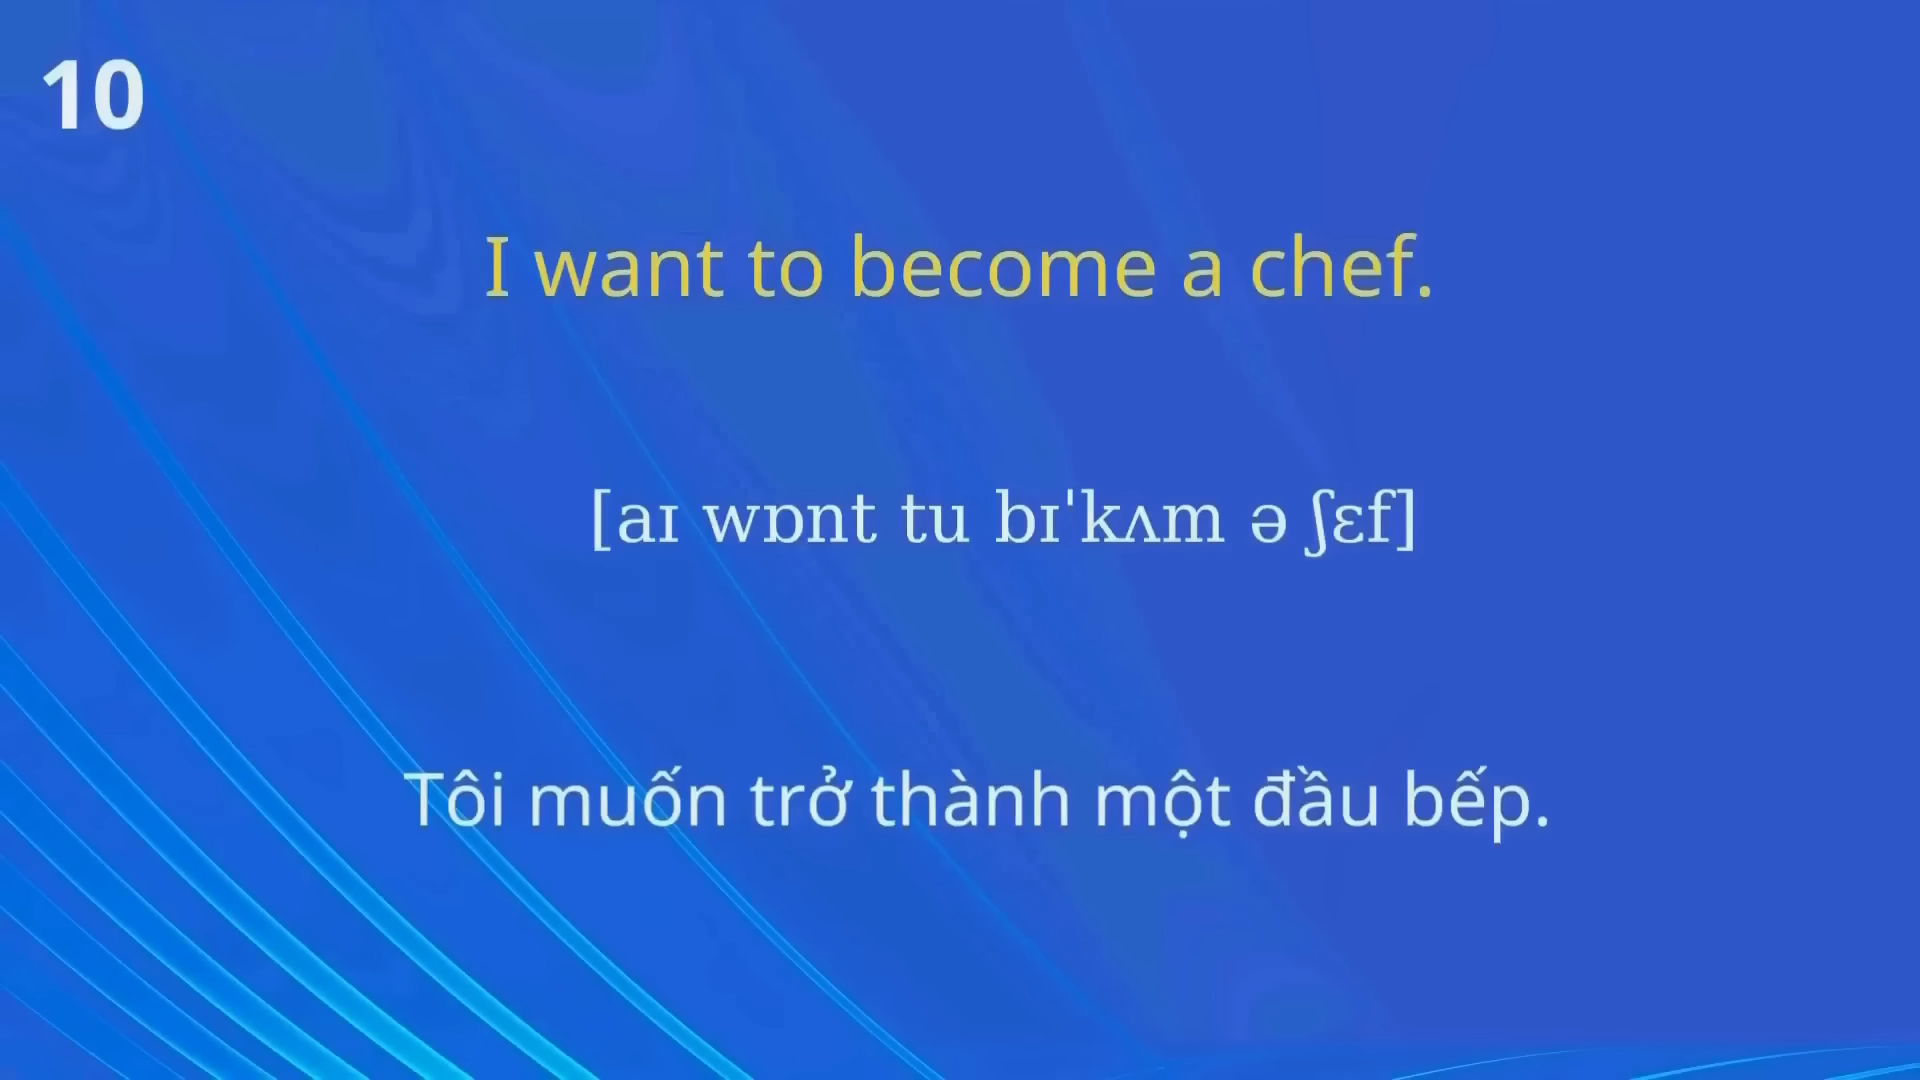 10
I want to become a chef.
[aɪ wɒnt tu bɪˈkʌm ə ʃɛf]
Tôi muốn trở thành một đầu bếp.